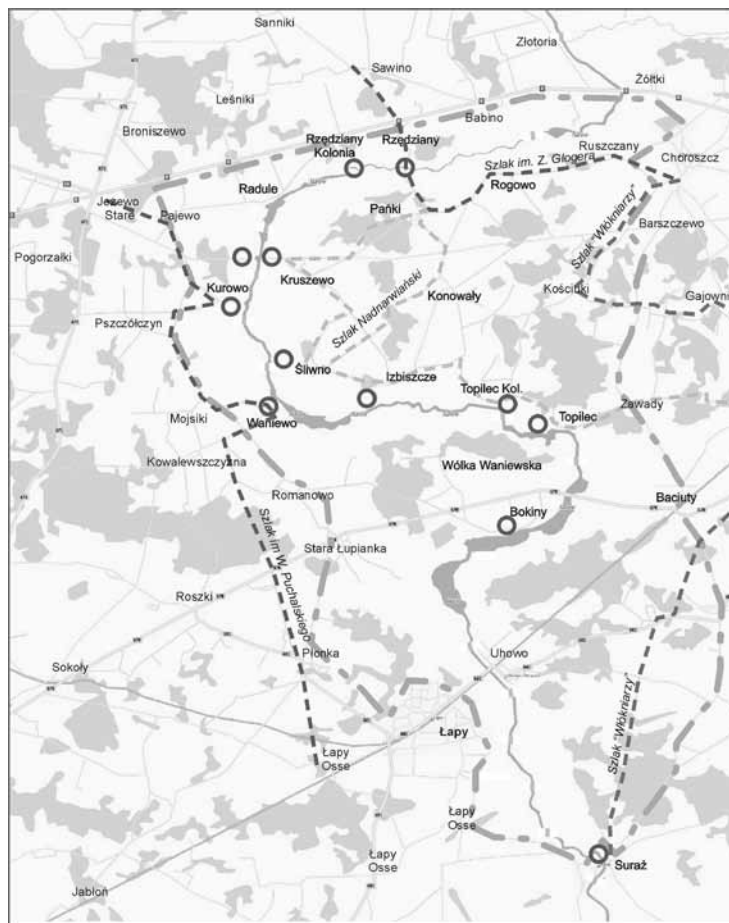 Sanniki
Złotoria
Sawino
Żółtki
Leśniki
Babino
Broniszewo
Rzędziany
Kolonia
Rzędziany
Ruszczany
Szlak im. Z. Glogera
Choroszcz
Radule
Jeżewo
Stare
Pajewo
Rogowo
Pańki
Barszczewo
Szlak "Włókniarzy"
Pogorzałki
Kruszewo
Kurowo
Konowały
Kościuki
Gajowni
Szlak Nadnarwiański
Pszczółczyn
Śliwno
Izbiszcze
Topilec Kol.
Zawady
Mojsiki
Waniewo
Topilec
Kowalewszczyzna
Wólka Waniewska
Romanowo
Baciuty
Bokiny
Szlak im W. Puchalskiego
Stara Łupianka
Roszki
Płonka
Uhowo
Sokoły
Szlak "Włókniarzy"
Łapy
Łapy
Osse
Łapy
Osse
Łapy
Osse
Suraż
Jabłoń